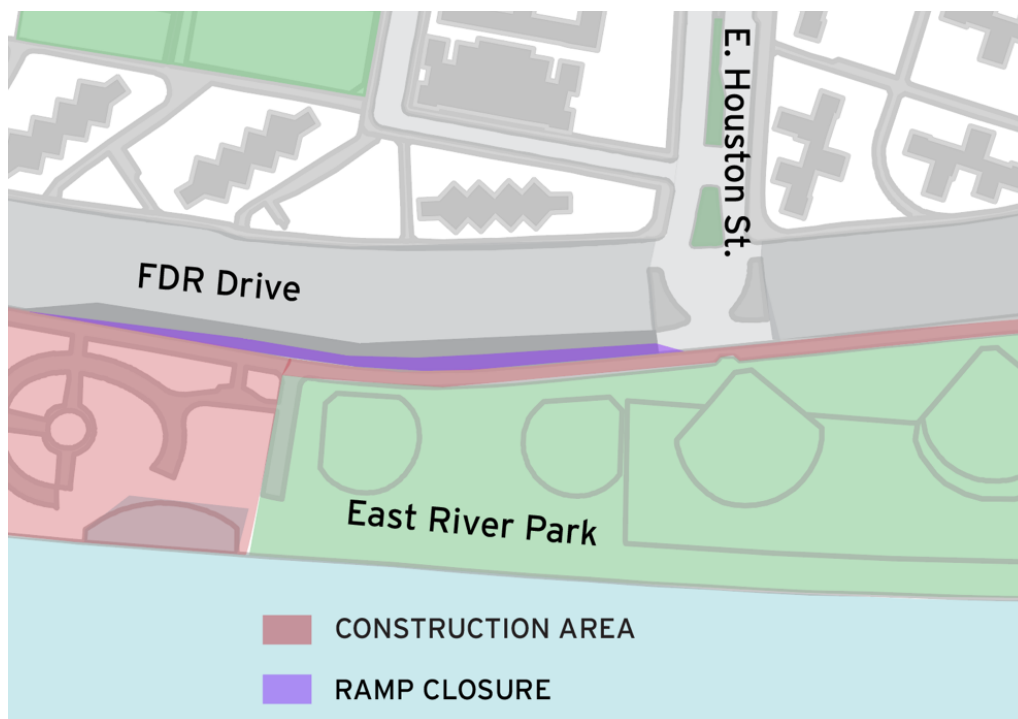 E. Houston St.
FDR Drive
East River Park
CONSTRUCTION AREA
RAMP CLOSURE